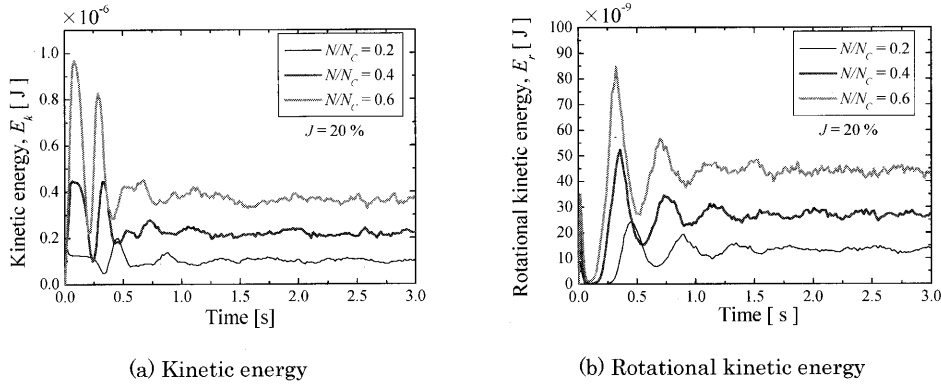 ×10⁻⁶
1.0
0.8
0.6
0.4
0.2
0.0
Kinetic energy, E_k [ J ]
N/N_C = 0.2
N/N_C = 0.4
N/N_C = 0.6
J = 20 %
0.0 0.5 1.0 1.5 2.0 2.5 3.0
Time [s]
(a) Kinetic energy
×10⁻⁹
100
90
80
70
60
50
40
30
20
10
0
Rotational kinetic energy, E_r [ J ]
N/N_C = 0.2
N/N_C = 0.4
N/N_C = 0.6
J = 20 %
0.0 0.5 1.0 1.5 2.0 2.5 3.0
Time [ s ]
(b) Rotational kinetic energy